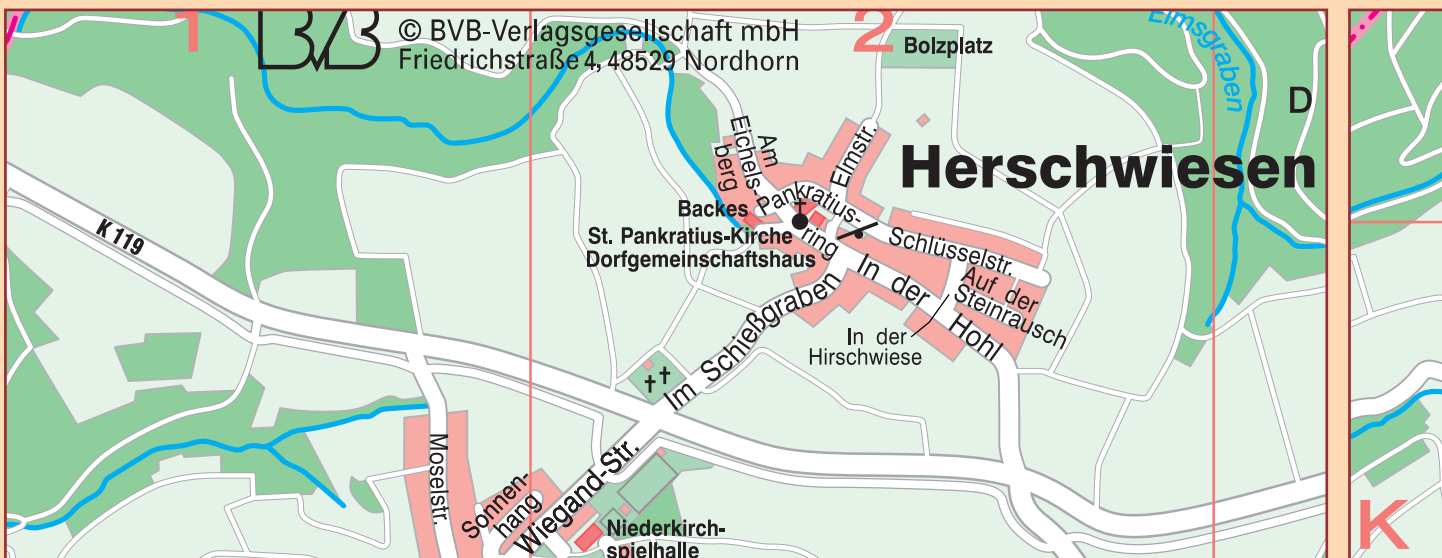 1
BVB
© BVB-Verlagsgesellschaft mbH
Friedrichstraße 4, 48529 Nordhorn
2
Bolzplatz
Elmsgraben
D
Herschwiesen
Am
Eichels-
berg
Elmstr.
Pankratius-
ring
Backes
St. Pankratius-Kirche
Dorfgemeinschaftshaus
Schlüsselstr.
K 119
In der
Hohl
Auf der
Steinrausch
In der
Hirschwiese
Im Schießgraben
Moselstr.
Sonnen-
hang
Wiegand-Str.
Niederkirch-
spielhalle
K